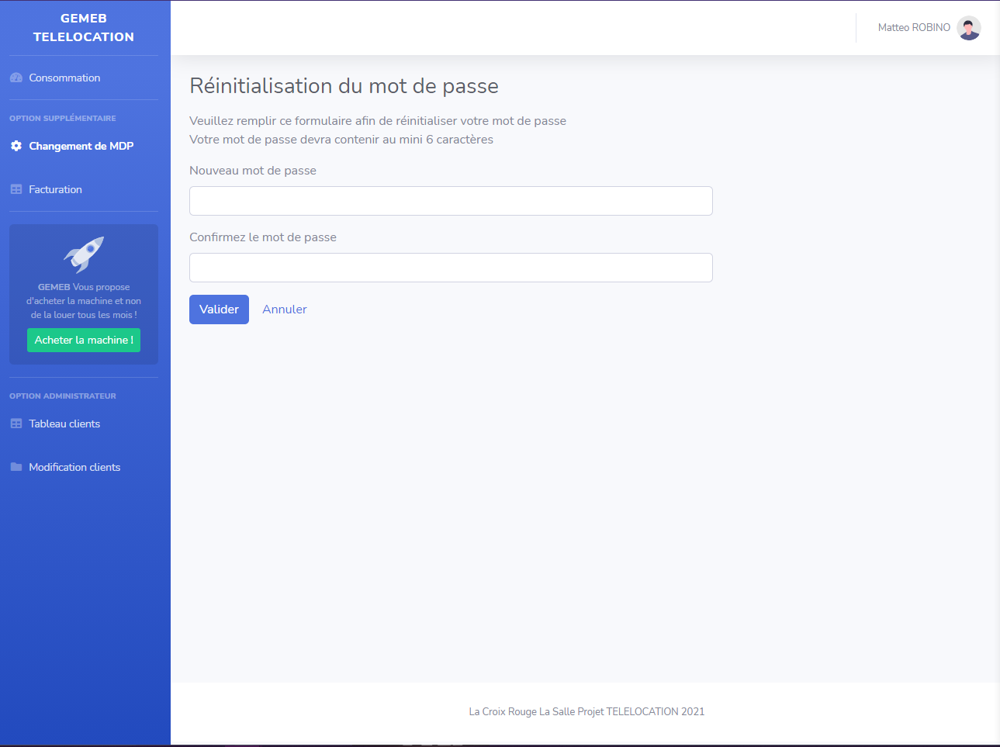 GEMEB
TELELOCATION
Consommation
OPTION SUPPLÉMENTAIRE
Changement de MDP
Facturation
GEMEB Vous propose
d'acheter la machine et non
de la louer tous les mois !
Acheter la machine !
OPTION ADMINISTRATEUR
Tableau clients
Modification clients
Matteo ROBINO
Réinitialisation du mot de passe
Veuillez remplir ce formulaire afin de réinitialiser votre mot de passe
Votre mot de passe devra contenir au mini 6 caractères
Nouveau mot de passe
Confirmez le mot de passe
Valider Annuler
La Croix Rouge La Salle Projet TELELOCATION 2021